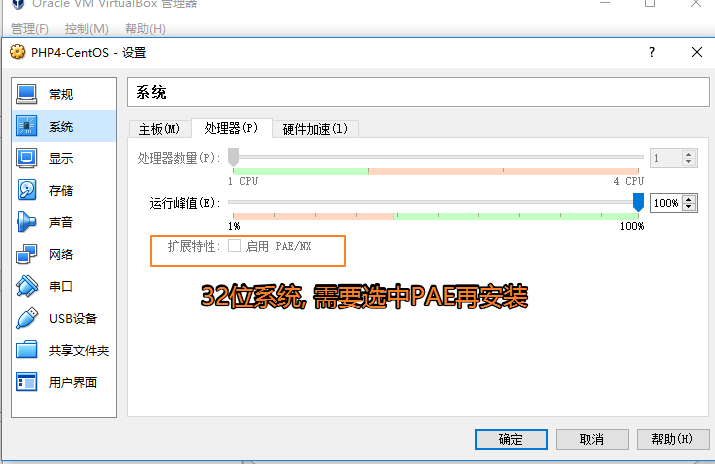 Oracle VM VirtualBox 管理器
管理(F) 控制(M) 帮助(H)
PHP4-CentOS - 设置
?
常规
系统
显示
存储
声音
网络
串口
USB设备
共享文件夹
用户界面
系统
主板(M) 处理器(P) 硬件加速(l)
处理器数量(P): 1
1 CPU 4 CPU
运行峰值(E): 100%
1% 100%
扩展特性: 启用 PAE/NX
32位系统, 需要选中PAE再安装
确定 取消 帮助(H)